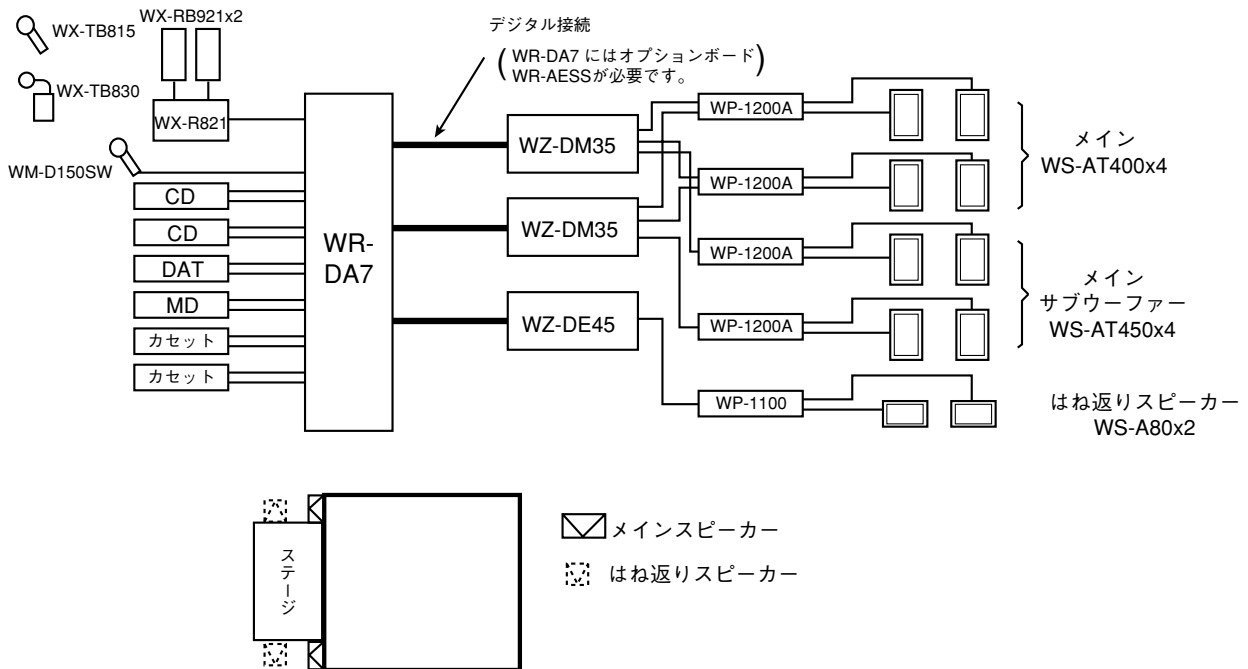 WX-TB815
WX-RB921x2
WX-TB830
WX-R821
WM-D150SW
CD
CD
DAT
MD
カセット
カセット
WR-
DA7
デジタル接続
(WR-DA7 にはオプションボード
WR-AESSが必要です。)
WZ-DM35
WZ-DM35
WZ-DE45
WP-1200A
WP-1200A
WP-1200A
WP-1200A
WP-1100
メイン
WS-AT400x4
メイン
サブウーファー
WS-AT450x4
はね返りスピーカー
WS-A80x2
ステージ
メインスピーカー
はね返りスピーカー